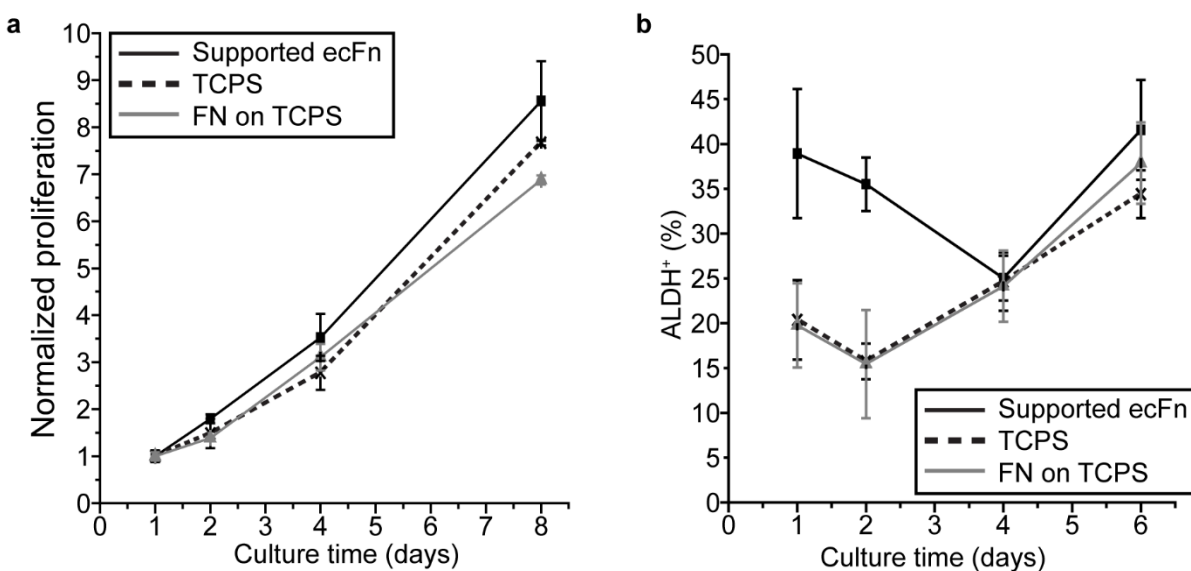 a
Normalized proliferation
10
9
8
7
6
5
4
3
2
1
0
Supported ecFn
TCPS
FN on TCPS
0 1 2 3 4 5 6 7 8
Culture time (days)
b
ALDH⁺ (%)
50
45
40
35
30
25
20
15
10
5
0
Supported ecFn
TCPS
FN on TCPS
0 1 2 3 4 5 6
Culture time (days)